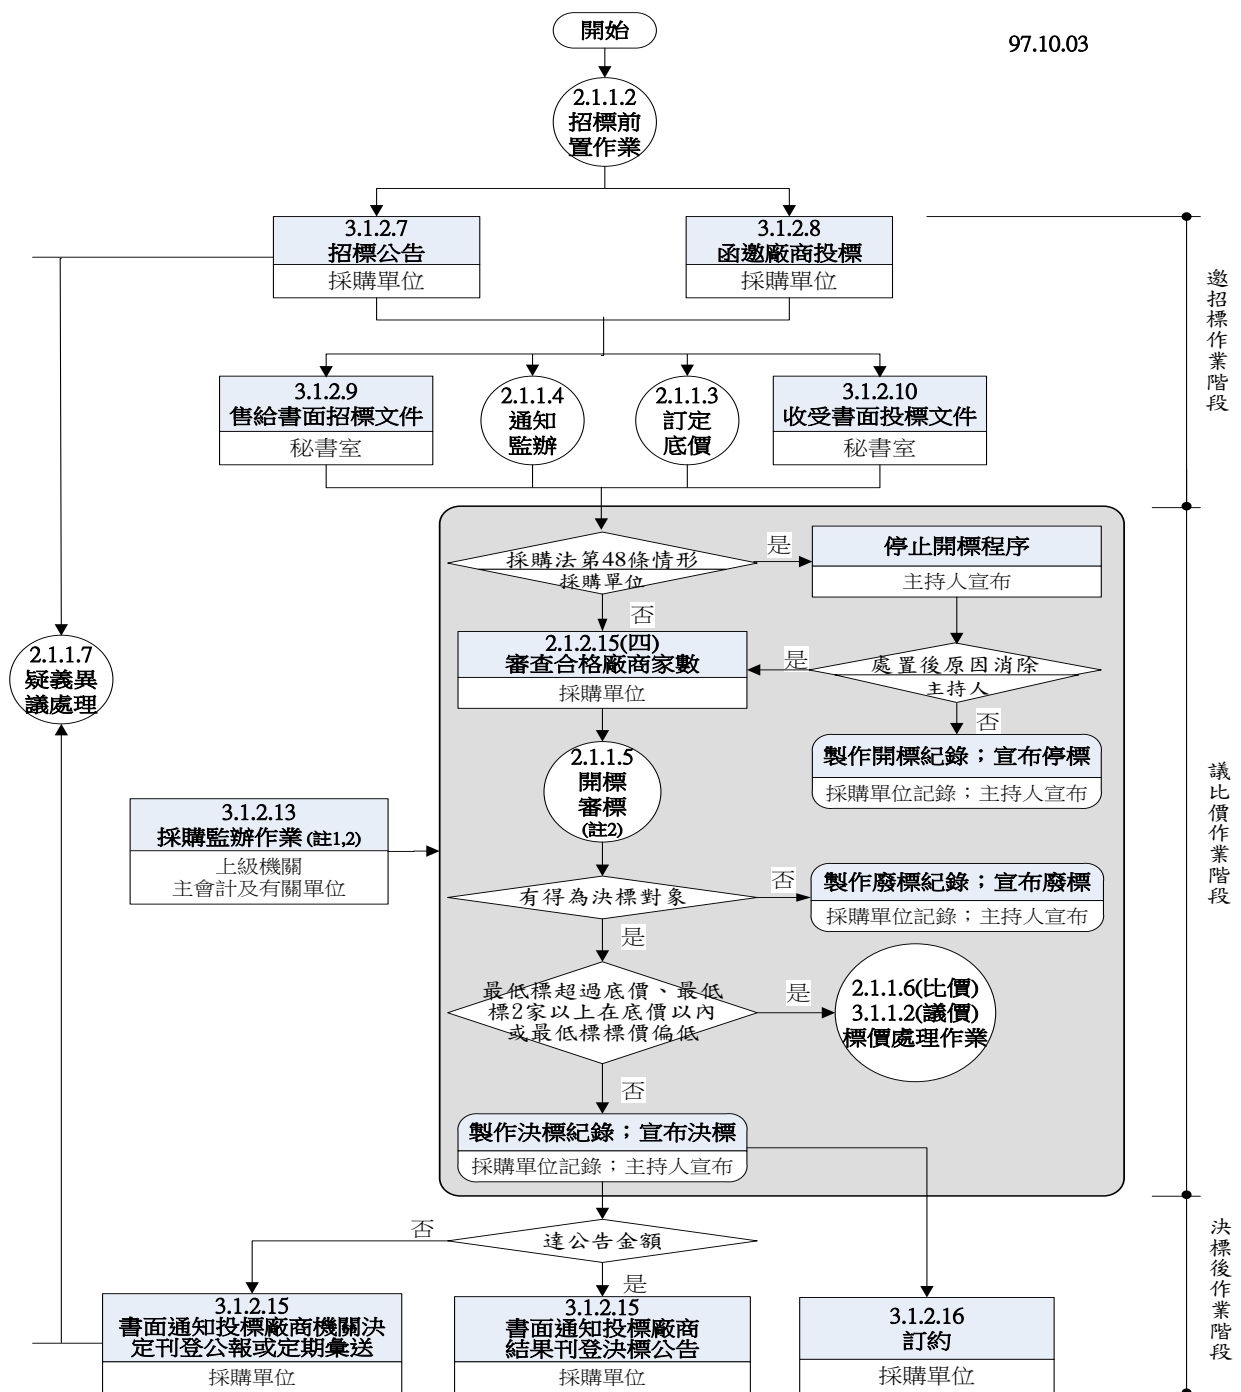 開始
97.10.03
2.1.1.2
招標前
置作業
3.1.2.7
招標公告
採購單位
3.1.2.8
函邀廠商投標
採購單位
邀招標作業階段
3.1.2.9
售給書面招標文件
秘書室
2.1.1.4
通知
監辦
2.1.1.3
訂定
底價
3.1.2.10
收受書面投標文件
秘書室
採購法第48條情形
採購單位
是
停止開標程序
主持人宣布
否
2.1.2.15(四)
審查合格廠商家數
採購單位
是
處置後原因消除
主持人
否
製作開標紀錄；宣布停標
採購單位記錄；主持人宣布
2.1.1.7
疑義異
議處理
2.1.1.5
開標
審標
(註2)
議比價作業階段
3.1.2.13
採購監辦作業(註1,2)
上級機關
主會計及有關單位
有得為決標對象
否
製作廢標紀錄；宣布廢標
採購單位記錄；主持人宣布
是
最低標超過底價、最低
標2家以上在底價以內
或最低標標價偏低
是
2.1.1.6(比價)
3.1.1.2(議價)
標價處理作業
否
製作決標紀錄；宣布決標
採購單位記錄；主持人宣布
達公告金額
否
是
決標後作業階段
3.1.2.15
書面通知投標廠商機關決
定刊登公報或定期彙送
採購單位
3.1.2.15
書面通知投標廠商
結果刊登決標公告
採購單位
3.1.2.16
訂約
採購單位